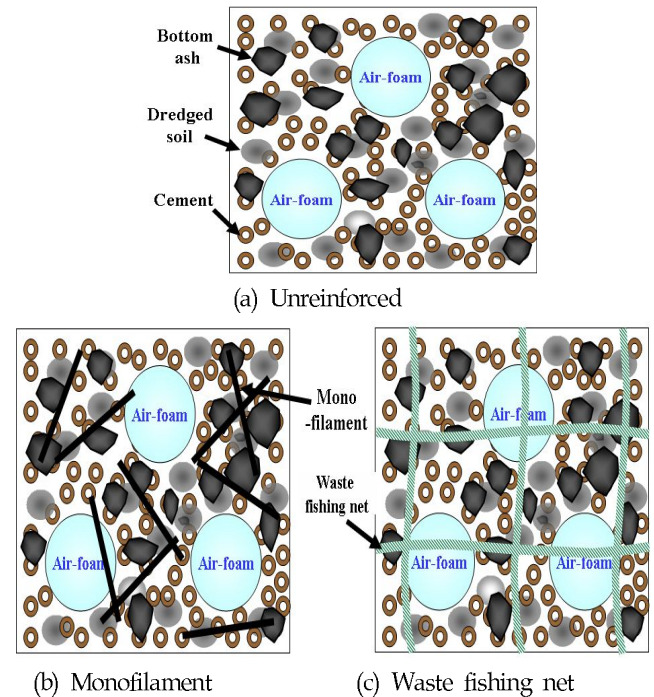 Bottom
ash
Air-foam
Dredged
soil
Air-foam
Air-foam
Cement
(a) Unreinforced
Mono
-filament
Air-foam
Air-foam
Air-foam
Air-foam
Waste
fishing net
Air-foam
Air-foam
(b) Monofilament
(c) Waste fishing net